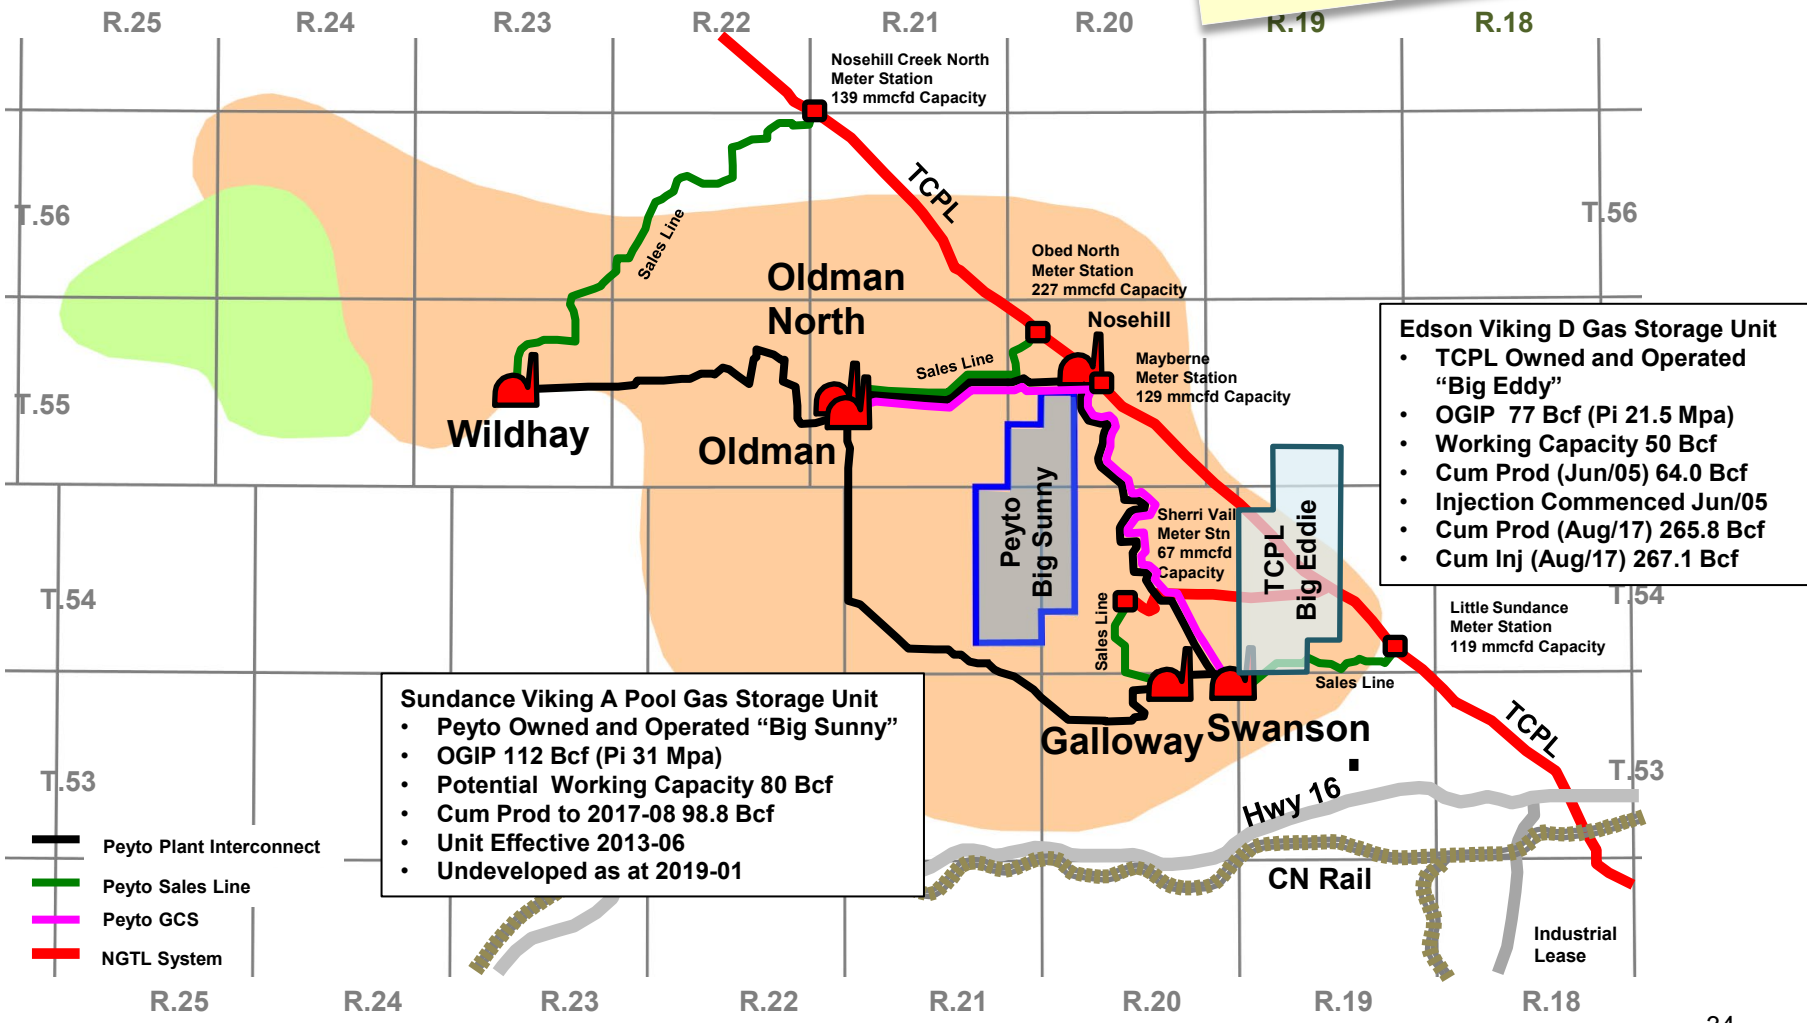 R.25 R.24 R.23 R.22 R.21 R.20 R.19 R.18
Nosehill Creek North
Meter Station
139 mmcfd Capacity
TCPL
T.56 T.56
Sales Line
Obed North
Meter Station
227 mmcfd Capacity
Oldman
North
Nosehill
Mayberne
Meter Station
129 mmcfd Capacity
Sales Line
T.55
Wildhay
Oldman
Edson Viking D Gas Storage Unit
• TCPL Owned and Operated
“Big Eddy”
• OGIP 77 Bcf (Pi 21.5 Mpa)
• Working Capacity 50 Bcf
• Cum Prod (Jun/05) 64.0 Bcf
• Injection Commenced Jun/05
• Cum Prod (Aug/17) 265.8 Bcf
• Cum Inj (Aug/17) 267.1 Bcf
Peyto
Big Sunny
Sherri Vail
Meter Stn
67 mmcfd
Capacity
TCPL
Big Eddie
T.54 T.54
Sales Line
Little Sundance
Meter Station
119 mmcfd Capacity
Sales Line
Galloway Swanson
TCPL
Sundance Viking A Pool Gas Storage Unit
• Peyto Owned and Operated “Big Sunny”
• OGIP 112 Bcf (Pi 31 Mpa)
• Potential Working Capacity 80 Bcf
• Cum Prod to 2017-08 98.8 Bcf
• Unit Effective 2013-06
• Undeveloped as at 2019-01
T.53 T.53
Hwy 16
CN Rail
Industrial
Lease
Peyto Plant Interconnect
Peyto Sales Line
Peyto GCS
NGTL System
R.25 R.24 R.23 R.22 R.21 R.20 R.19 R.18